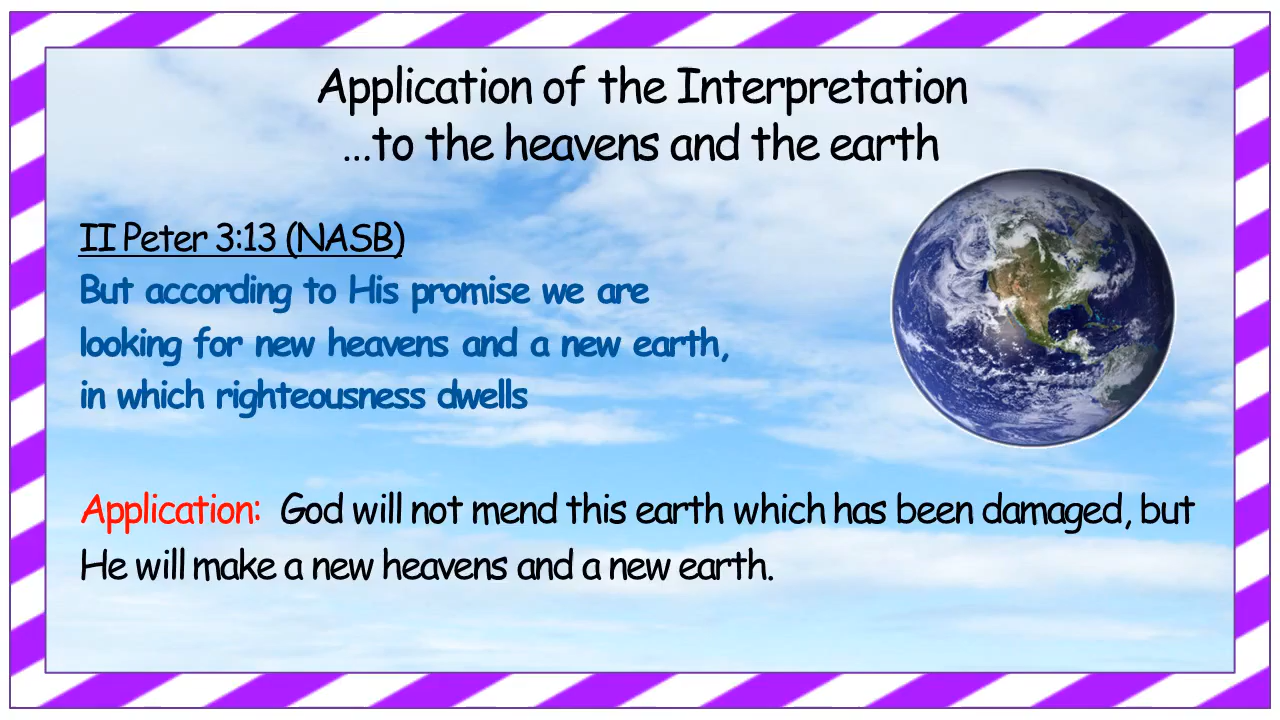 Application of the Interpretation
...to the heavens and the earth
II Peter 3:13 (NASB)
But according to His promise we are
looking for new heavens and a new earth,
in which righteousness dwells
Application: God will not mend this earth which has been damaged, but
He will make a new heavens and a new earth.